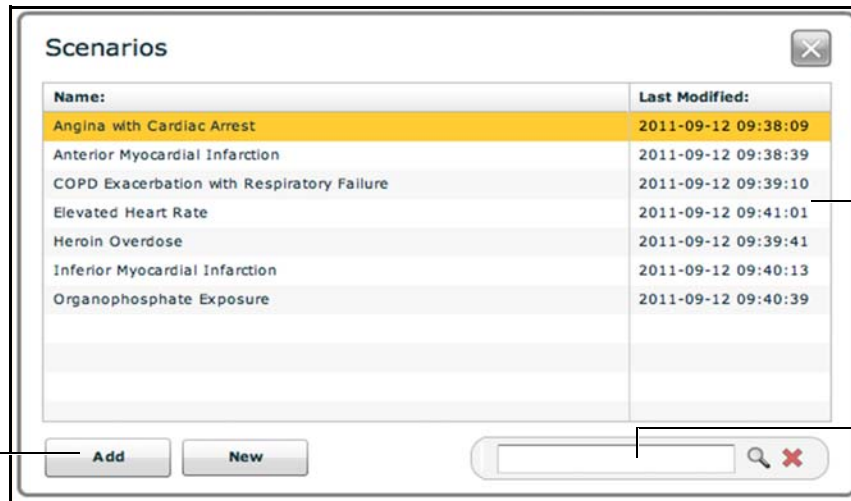 Scenarios
Name: Last Modified:
Angina with Cardiac Arrest 2011-09-12 09:38:09
Anterior Myocardial Infarction 2011-09-12 09:38:39
COPD Exacerbation with Respiratory Failure 2011-09-12 09:39:10
Elevated Heart Rate 2011-09-12 09:41:01
Heroin Overdose 2011-09-12 09:39:41
Inferior Myocardial Infarction 2011-09-12 09:40:13
Organophosphate Exposure 2011-09-12 09:40:39
Add New